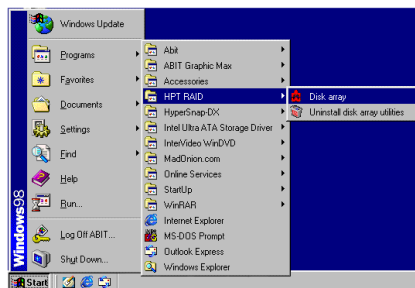 Windows Update
Programs
Favorites
Documents
Settings
Find
Help
Run...
Log Off ABIT...
Shut Down...
Windows98
Start
Abit
ABIT Graphic Max
Accessories
HPT RAID
HyperSnap-DX
Intel Ultra ATA Storage Driver
InterVideo WinDVD
MadOnion.com
Online Services
StartUp
WinRAR
Internet Explorer
MS-DOS Prompt
Outlook Express
Windows Explorer
Disk array
Uninstall disk array utilities